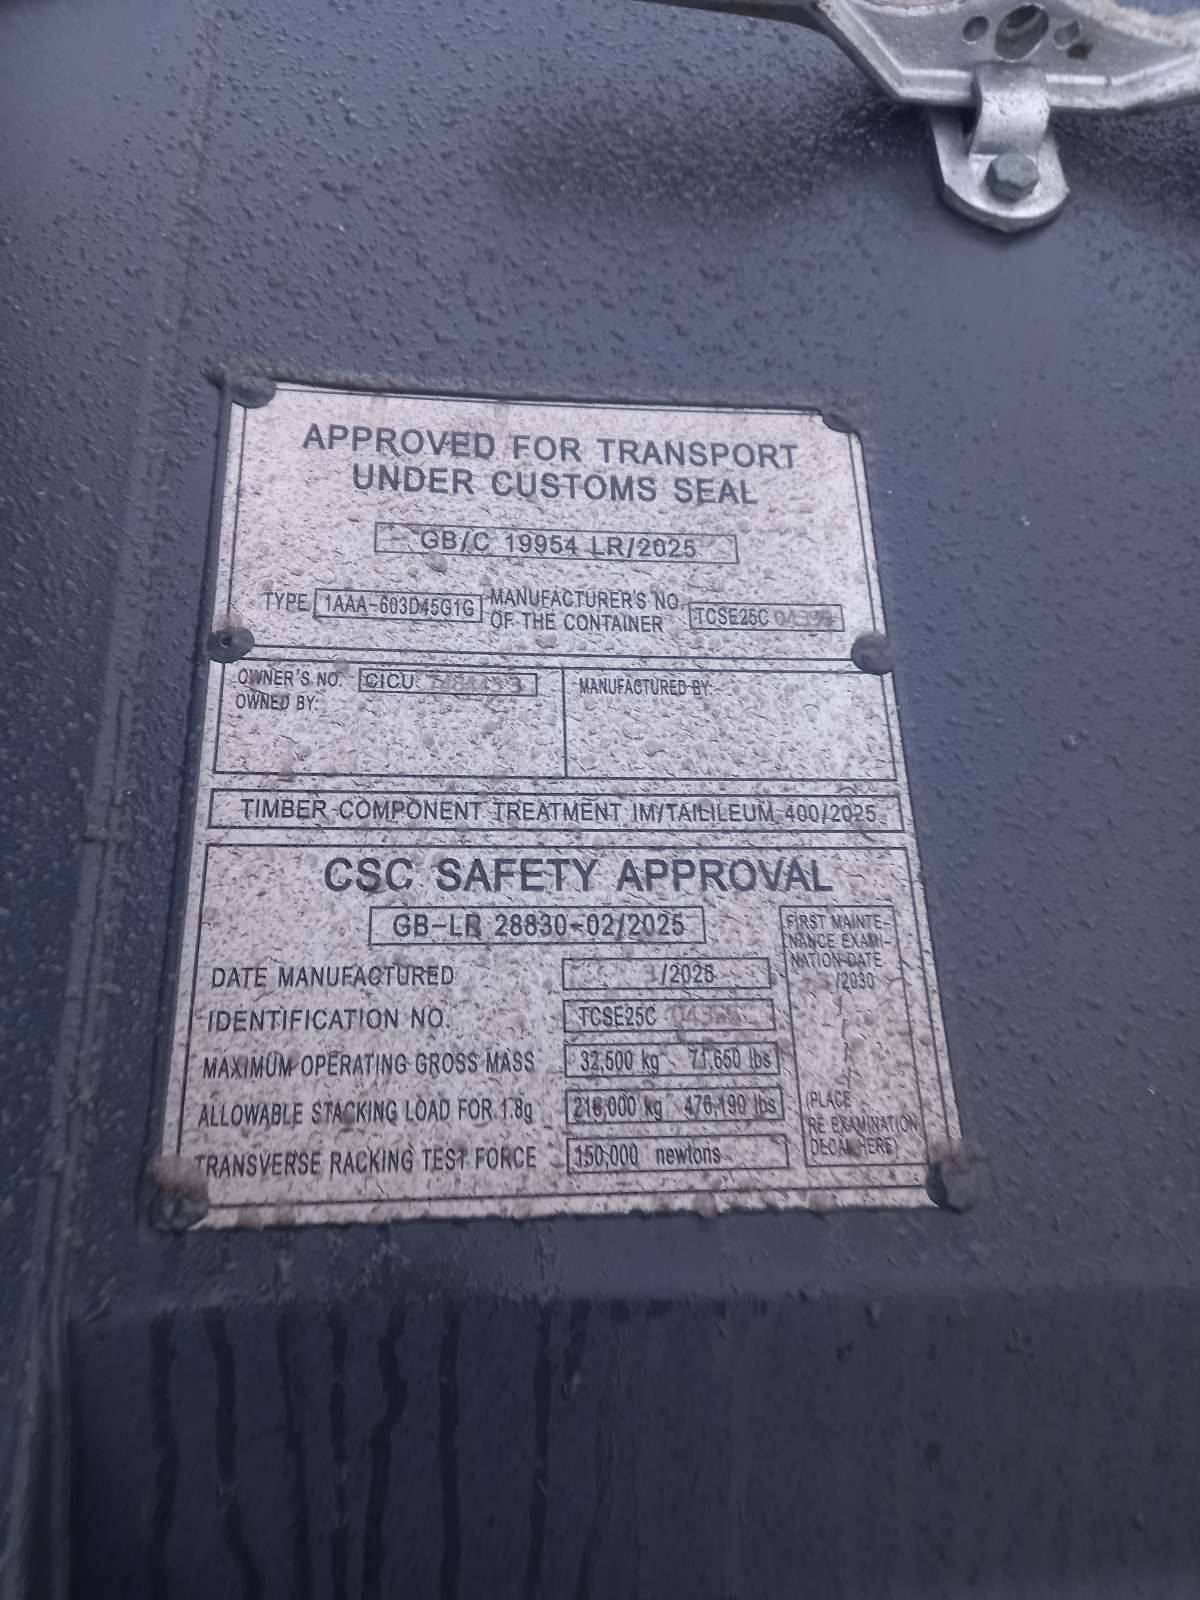 APPROVED FOR TRANSPORT
UNDER CUSTOMS SEAL
GB/C 19954 LR/2025
TYPE 1AAA-603D45G1G MANUFACTURER'S NO. OF THE CONTAINER TCSE25C
OWNER'S NO. CICU
OWNED BY:
MANUFACTURED BY:
TIMBER COMPONENT TREATMENT IM/TAILILEUM 400/2025
CSC SAFETY APPROVAL
GB-LR 28830-02/2025
DATE MANUFACTURED /2025
IDENTIFICATION NO. TCSE25C
MAXIMUM OPERATING GROSS MASS 32,500 kg 71,650 lbs
ALLOWABLE STACKING LOAD FOR 1.8g 216,000 kg 476,190 lbs
TRANSVERSE RACKING TEST FORCE 150,000 newtons
FIRST MAINTE-
NANCE EXAMI-
NATION DATE
/2030
(PLACE
RE EXAMINATION
DECAL HERE)